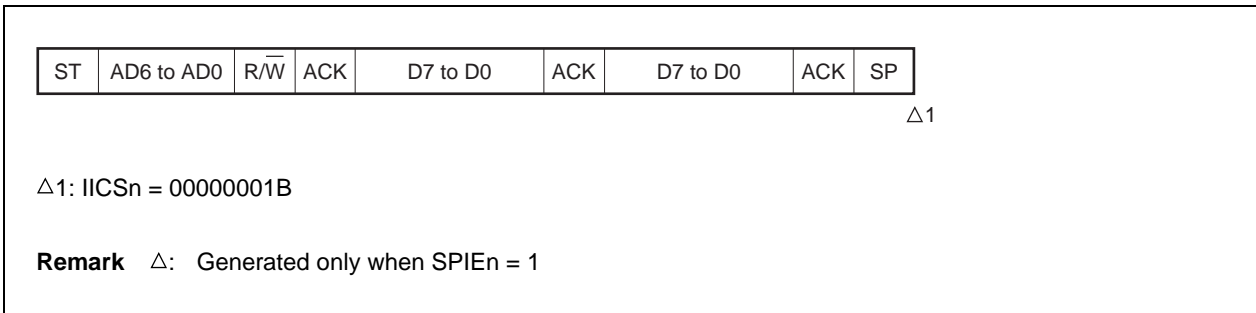 ST AD6 to AD0 R/W̅ ACK D7 to D0 ACK D7 to D0 ACK SP
△1
△1: IICSn = 00000001B
Remark △: Generated only when SPIEn = 1